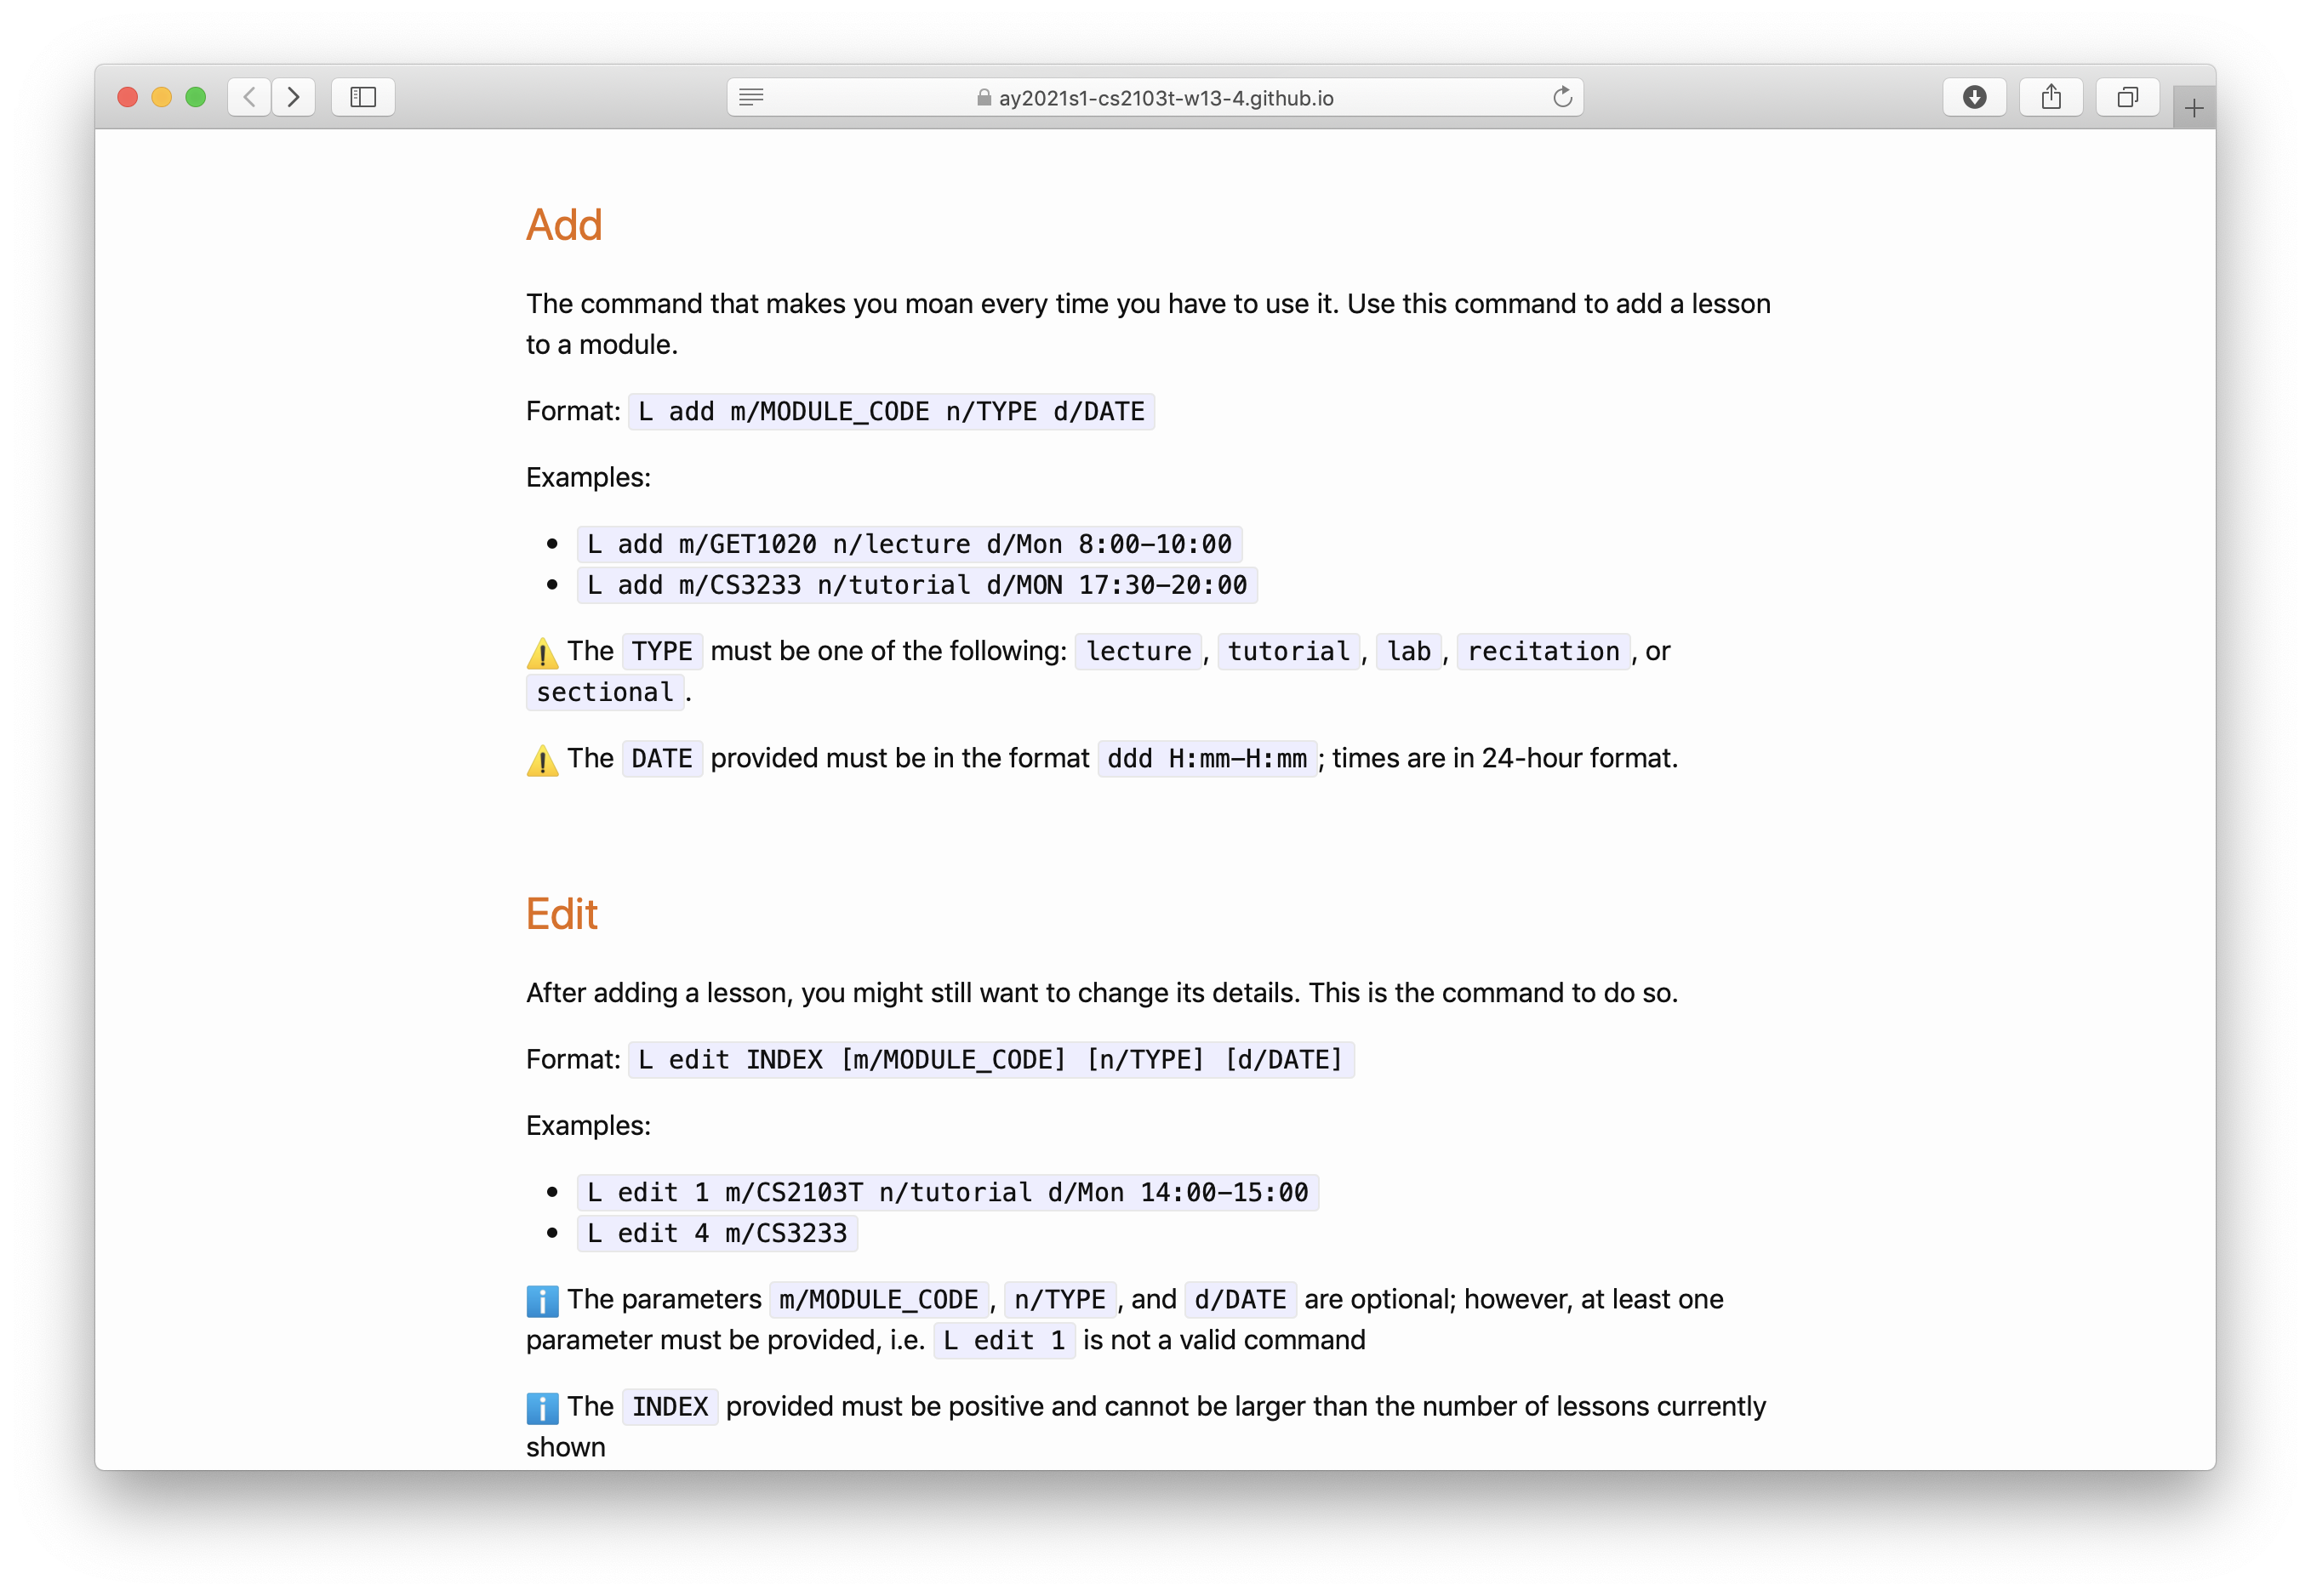 ay2021s1-cs2103t-w13-4.github.io
Add
The command that makes you moan every time you have to use it. Use this command to add a lesson
to a module.
Format: L add m/MODULE_CODE n/TYPE d/DATE
Examples:
• L add m/GET1020 n/lecture d/Mon 8:00-10:00
• L add m/CS3233 n/tutorial d/MON 17:30-20:00
⚠️ The TYPE must be one of the following: lecture, tutorial, lab, recitation, or
sectional.
⚠️ The DATE provided must be in the format ddd H:mm-H:mm; times are in 24-hour format.
Edit
After adding a lesson, you might still want to change its details. This is the command to do so.
Format: L edit INDEX [m/MODULE_CODE] [n/TYPE] [d/DATE]
Examples:
• L edit 1 m/CS2103T n/tutorial d/Mon 14:00-15:00
• L edit 4 m/CS3233
ℹ️ The parameters m/MODULE_CODE, n/TYPE, and d/DATE are optional; however, at least one
parameter must be provided, i.e. L edit 1 is not a valid command
ℹ️ The INDEX provided must be positive and cannot be larger than the number of lessons currently
shown